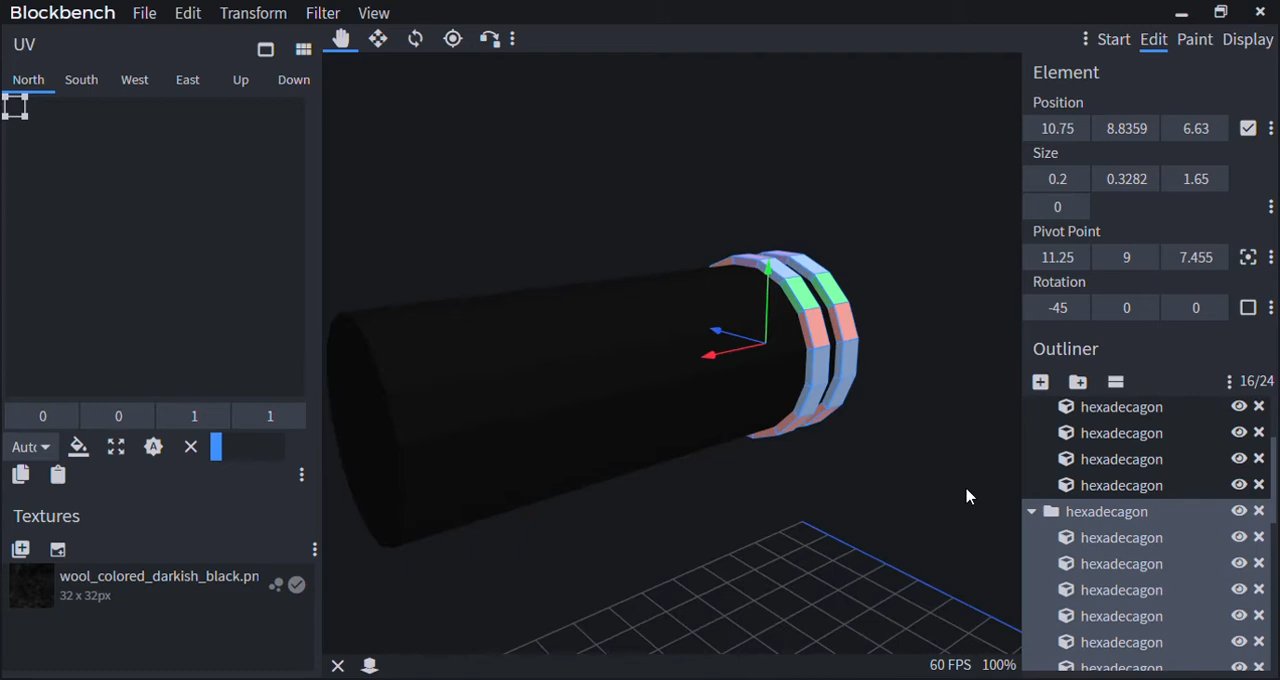 Blockbench File Edit Transform Filter View
UV
North South West East Up Down
0 0 1 1
Aut
Textures
wool_colored_darkish_black.pn
32 x 32px
60 FPS 100%
Start Edit Paint Display
Element
Position
10.75 8.8359 6.63
Size
0.2 0.3282 1.65
0
Pivot Point
11.25 9 7.455
Rotation
-45 0 0
Outliner
16/24
hexadecagon
hexadecagon
hexadecagon
hexadecagon
hexadecagon
hexadecagon
hexadecagon
hexadecagon
hexadecagon
hexadecagon
hexadecagon